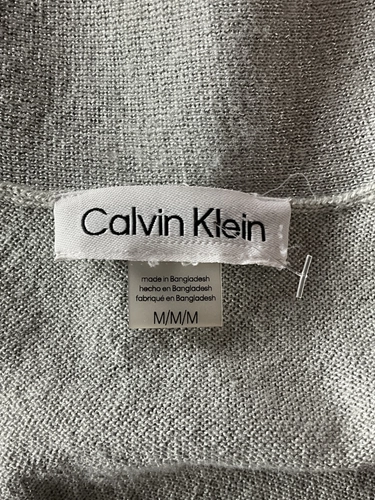 Calvin Klein
made in Bangladesh
hecho en Bangladesh
fabriqué en Bangladesh
M/M/M